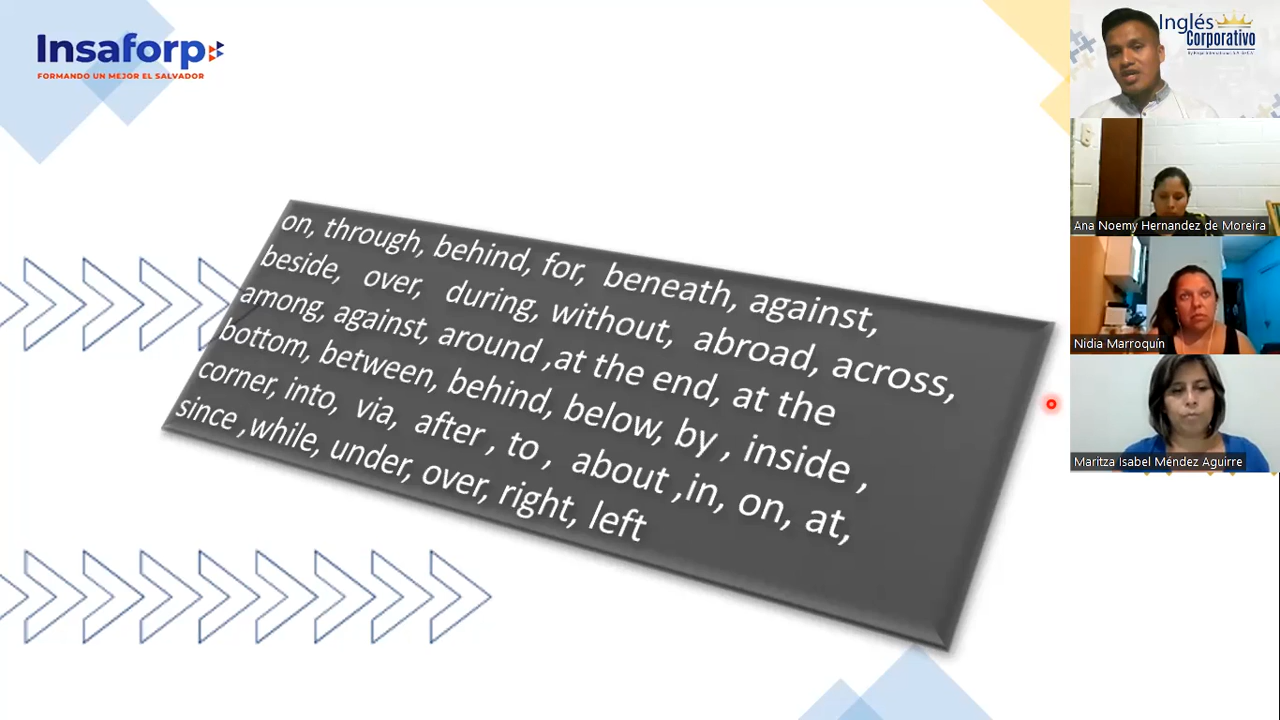 Insaforp
FORMANDO UN MEJOR EL SALVADOR
on, through, behind, for, beneath, against,
beside, over, during, without, abroad, across,
among, against, around ,at the end, at the
bottom, between, behind, below, by , inside ,
corner, into, via, after , to , about ,in, on, at,
since ,while, under, over, right, left
Inglés
Corporativo
Ana Noemy Hernandez de Moreira
Nidia Marroquín
Maritza Isabel Méndez Aguirre